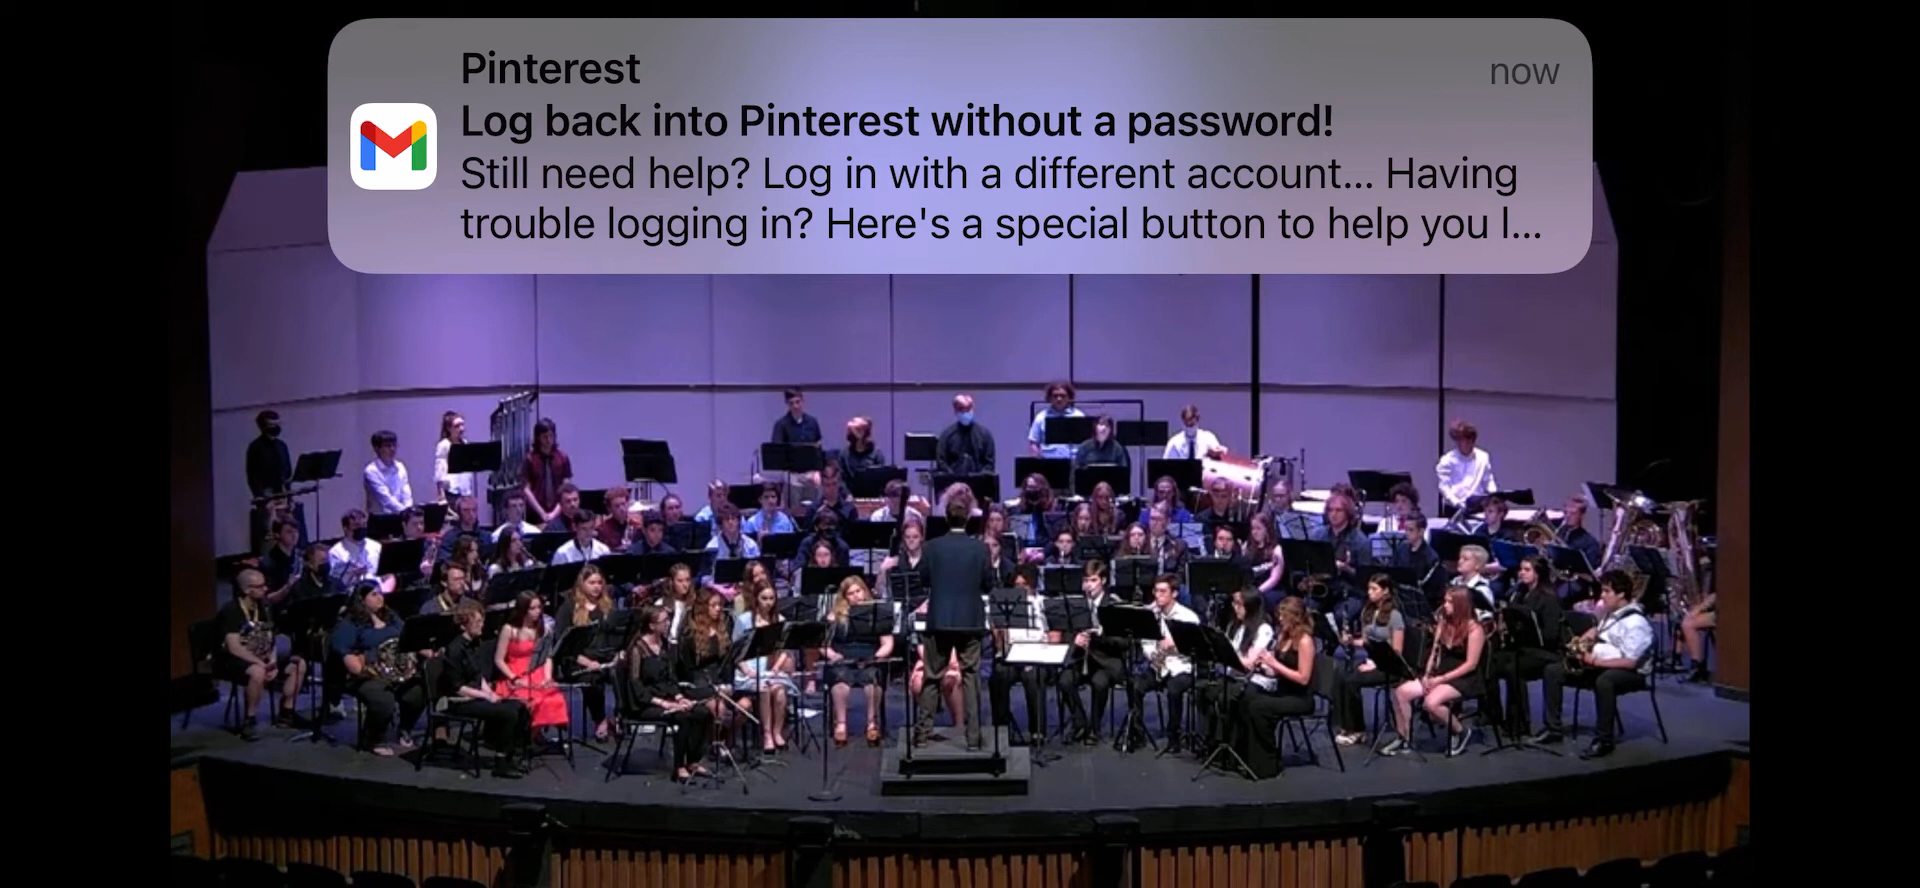 Pinterest
now
Log back into Pinterest without a password!
Still need help? Log in with a different account... Having
trouble logging in? Here's a special button to help you l...